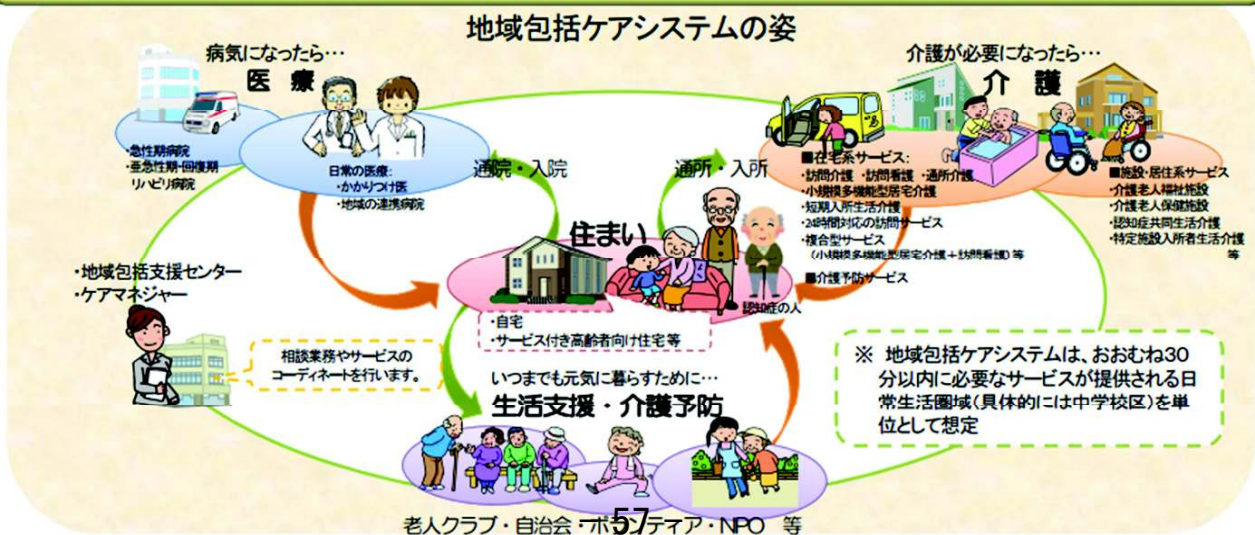 地域包括ケアシステムの姿
病気になったら…
医 療
・急性期病院
・亜急性期・回復期
リハビリ病院
日常の医療：
・かかりつけ医
・地域の連携病院
通院・入院
通所・入所
介護が必要になったら…
介 護
■在宅系サービス：
・訪問介護 ・訪問看護 ・通所介護
・小規模多機能型居宅介護
・短期入所生活介護
・24時間対応の訪問サービス
・複合型サービス
（小規模多機能型居宅介護＋訪問看護）等
■介護予防サービス
■施設・居住系サービス
・介護老人福祉施設
・介護老人保健施設
・認知症共同生活介護
・特定施設入所者生活介護
等
住まい
認知症の人
・自宅
・サービス付き高齢者向け住宅等
・地域包括支援センター
・ケアマネジャー
相談業務やサービスの
コーディネートを行います。
いつまでも元気に暮らすために…
生活支援・介護予防
※ 地域包括ケアシステムは、おおむね30
分以内に必要なサービスが提供される日
常生活圏域（具体的には中学校区）を単
位として想定
老人クラブ・自治会・ボランティア・NPO 等
57